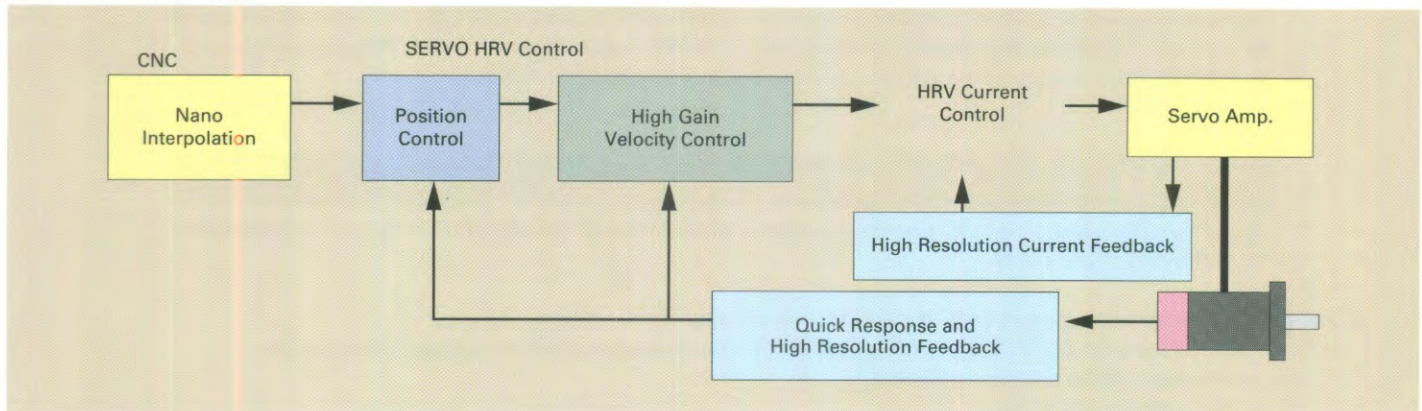 SERVO HRV Control
CNC
Nano
Interpolation
Position
Control
High Gain
Velocity Control
HRV Current
Control
Servo Amp.
High Resolution Current Feedback
Quick Response and
High Resolution Feedback